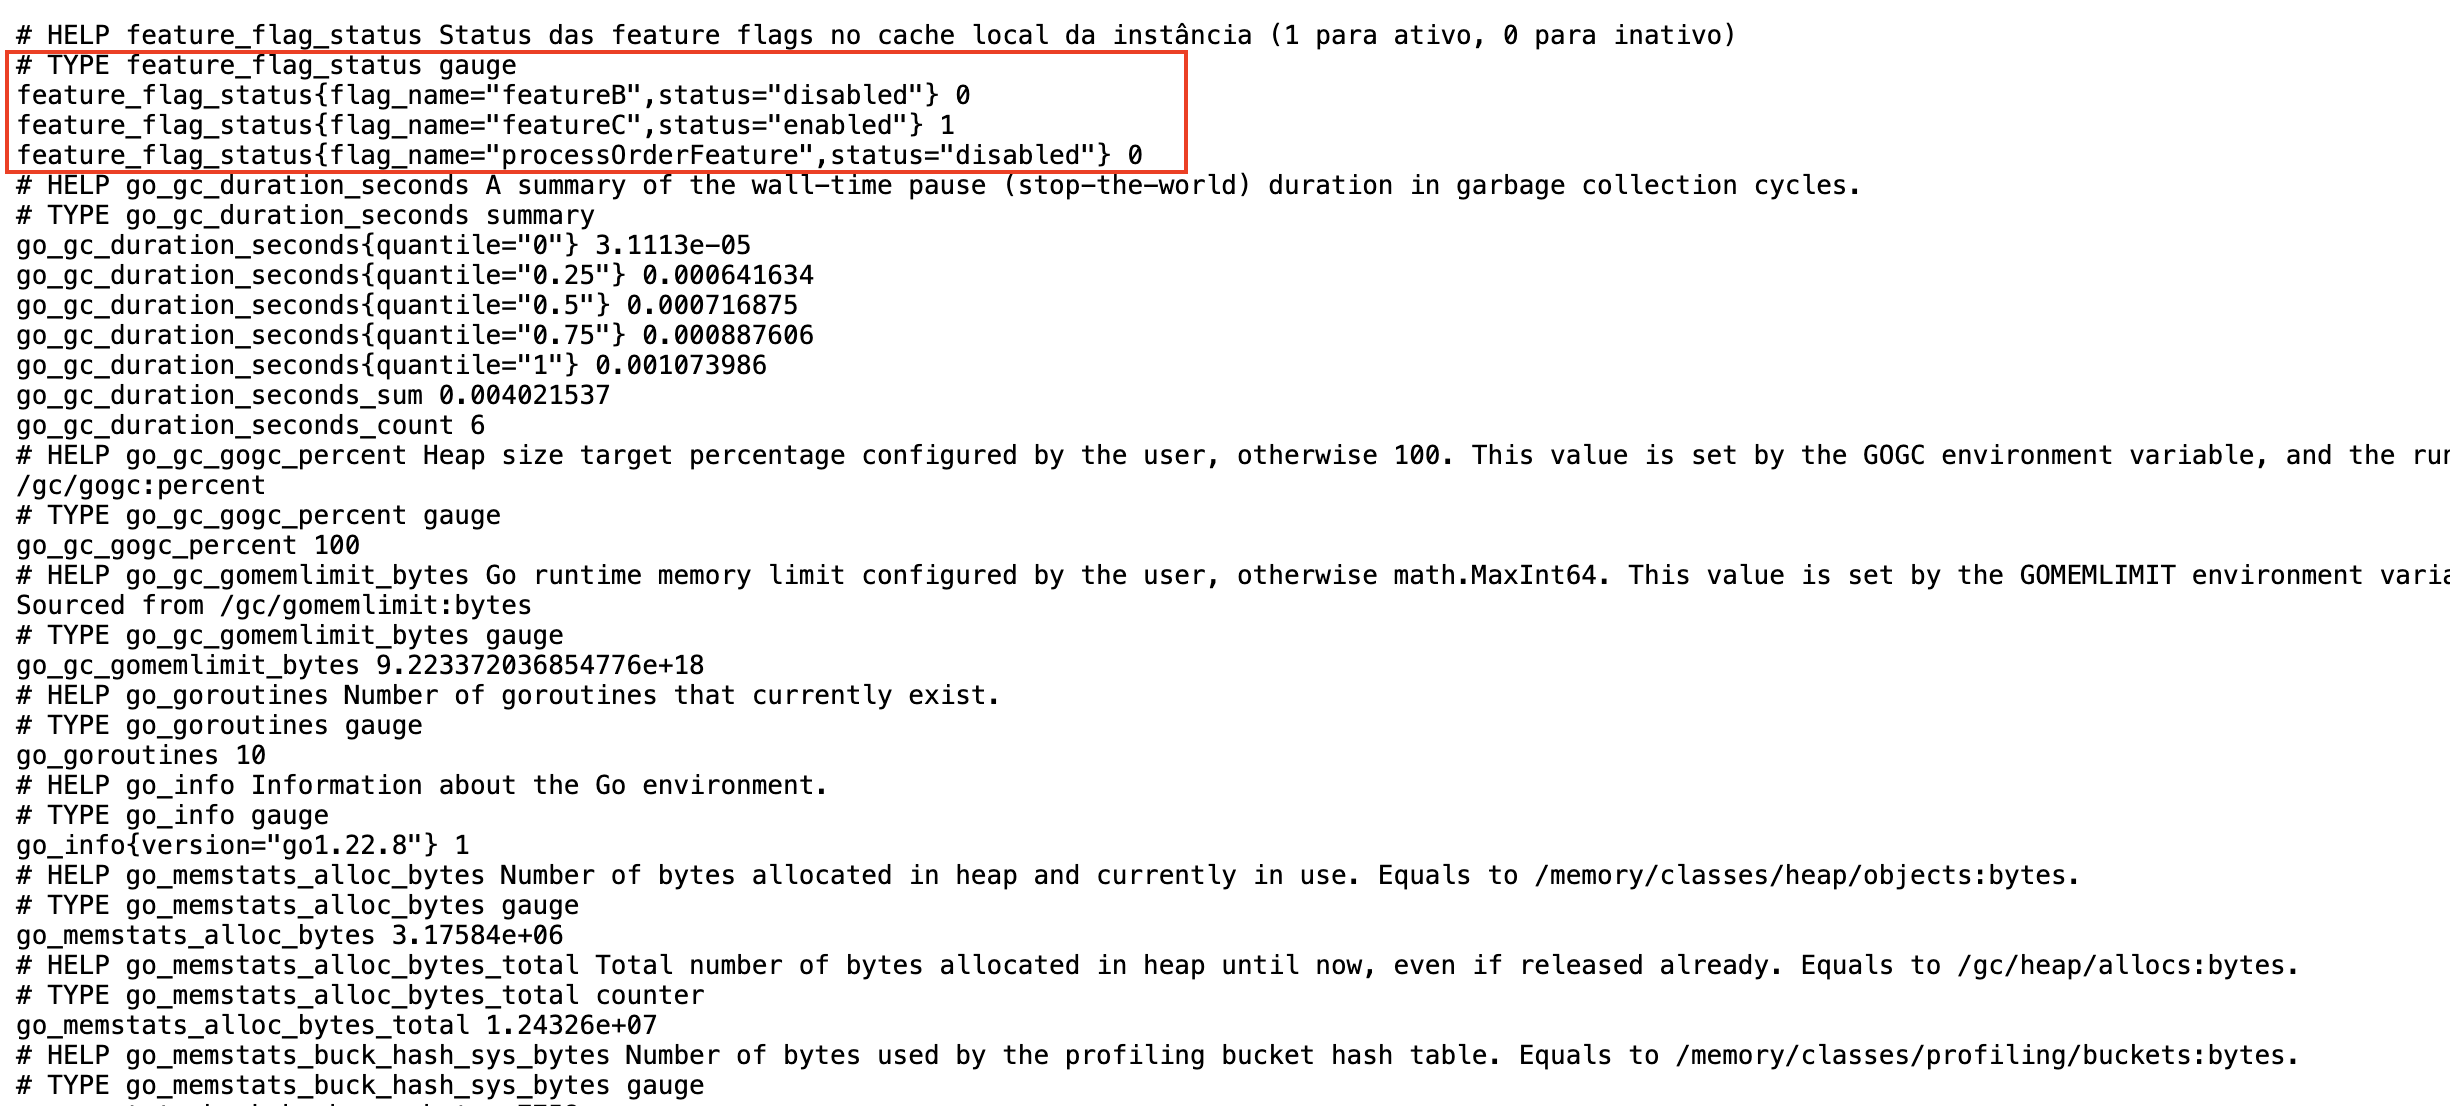 # HELP feature_flag_status Status das feature flags no cache local da instância (1 para ativo, 0 para inativo)
# TYPE feature_flag_status gauge
feature_flag_status{flag_name="featureB",status="disabled"} 0
feature_flag_status{flag_name="featureC",status="enabled"} 1
feature_flag_status{flag_name="processOrderFeature",status="disabled"} 0
# HELP go_gc_duration_seconds A summary of the wall-time pause (stop-the-world) duration in garbage collection cycles.
# TYPE go_gc_duration_seconds summary
go_gc_duration_seconds{quantile="0"} 3.1113e-05
go_gc_duration_seconds{quantile="0.25"} 0.000641634
go_gc_duration_seconds{quantile="0.5"} 0.000716875
go_gc_duration_seconds{quantile="0.75"} 0.000887606
go_gc_duration_seconds{quantile="1"} 0.001073986
go_gc_duration_seconds_sum 0.004021537
go_gc_duration_seconds_count 6
# HELP go_gc_gogc_percent Heap size target percentage configured by the user, otherwise 100. This value is set by the GOGC environment variable, and the
/gc/gogc:percent
# TYPE go_gc_gogc_percent gauge
go_gc_gogc_percent 100
# HELP go_gc_gomemlimit_bytes Go runtime memory limit configured by the user, otherwise math.MaxInt64. This value is set by the GOMEMLIMIT environment
Sourced from /gc/gomemlimit:bytes
# TYPE go_gc_gomemlimit_bytes gauge
go_gc_gomemlimit_bytes 9.223372036854776e+18
# HELP go_goroutines Number of goroutines that currently exist.
# TYPE go_goroutines gauge
go_goroutines 10
# HELP go_info Information about the Go environment.
# TYPE go_info gauge
go_info{version="go1.22.8"} 1
# HELP go_memstats_alloc_bytes Number of bytes allocated in heap and currently in use. Equals to /memory/classes/heap/objects:bytes.
# TYPE go_memstats_alloc_bytes gauge
go_memstats_alloc_bytes 3.17584e+06
# HELP go_memstats_alloc_bytes_total Total number of bytes allocated in heap until now, even if released already. Equals to /gc/heap/allocs:bytes.
# TYPE go_memstats_alloc_bytes_total counter
go_memstats_alloc_bytes_total 1.24326e+07
# HELP go_memstats_buck_hash_sys_bytes Number of bytes used by the profiling bucket hash table. Equals to /memory/classes/profiling/buckets:bytes.
# TYPE go_memstats_buck_hash_sys_bytes gauge